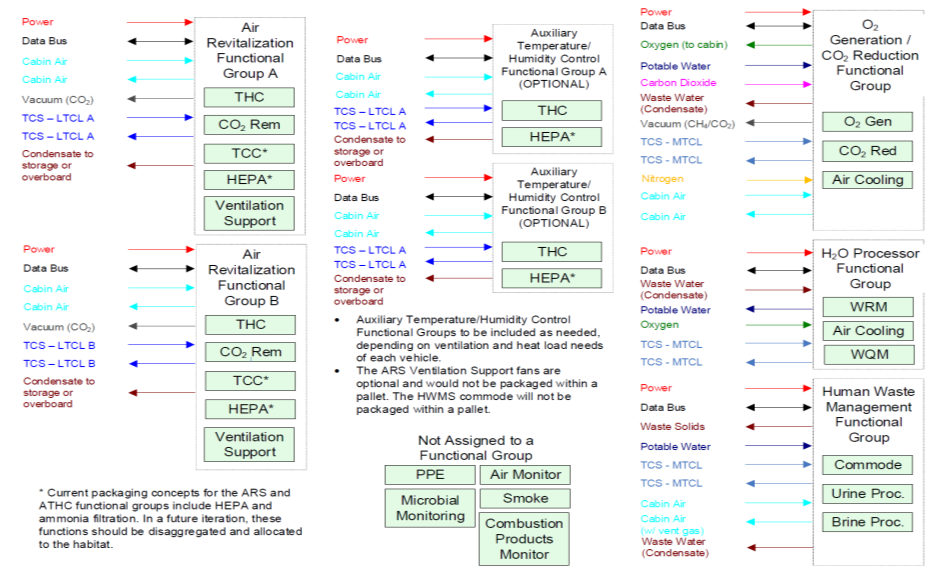 Power
Data Bus
Cabin Air
Cabin Air
Vacuum (CO₂)
TCS – LTCL A
TCS – LTCL A
Condensate to
storage or
overboard
Air
Revitalization
Functional
Group A
THC
CO₂ Rem
TCC*
HEPA*
Ventilation
Support
Power
Data Bus
Cabin Air
Cabin Air
Vacuum (CO₂)
TCS – LTCL B
TCS – LTCL B
Condensate to
storage or
overboard
Air
Revitalization
Functional
Group B
THC
CO₂ Rem
TCC*
HEPA*
Ventilation
Support
* Current packaging concepts for the ARS and
ATHC functional groups include HEPA and
ammonia filtration. In a future iteration, these
functions should be disaggregated and allocated
to the habitat.
Power
Data Bus
Cabin Air
Cabin Air
TCS – LTCL A
TCS – LTCL A
Condensate to
storage or
overboard
Auxiliary
Temperature/
Humidity Control
Functional Group A
(OPTIONAL)
THC
HEPA*
Power
Data Bus
Cabin Air
Cabin Air
TCS – LTCL A
TCS – LTCL A
Condensate to
storage or
overboard
Auxiliary
Temperature/
Humidity Control
Functional Group B
(OPTIONAL)
THC
HEPA*
• Auxiliary Temperature/Humidity Control
Functional Groups to be included as needed,
depending on ventilation and heat load needs
of each vehicle.
• The ARS Ventilation Support fans are
optional and would not be packaged within a
pallet. The HWMS commode will not be
packaged within a pallet.
Not Assigned to a
Functional Group
PPE
Air Monitor
Microbial
Monitoring
Smoke
Combustion
Products
Monitor
Power
Data Bus
Oxygen (to cabin)
Potable Water
Carbon Dioxide
Waste Water
(Condensate)
Vacuum (CH₄/CO₂)
TCS - MTCL
TCS - MTCL
Nitrogen
Cabin Air
Cabin Air
O₂
Generation /
CO₂ Reduction
Functional
Group
O₂ Gen
CO₂ Red
Air Cooling
Power
Data Bus
Waste Water
(Condensate)
Potable Water
Oxygen
TCS - MTCL
TCS - MTCL
H₂O Processor
Functional
Group
WRM
Air Cooling
WQM
Power
Data Bus
Waste Solids
Potable Water
TCS - MTCL
TCS - MTCL
Cabin Air
Cabin Air
(w/ vent gas)
Waste Water
(Condensate)
Human Waste
Management
Functional
Group
Commode
Urine Proc.
Brine Proc.